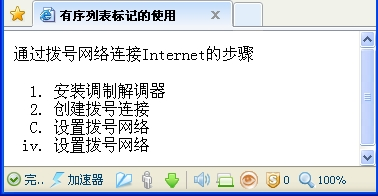 有序列表标记的使用
通过拨号网络连接Internet的步骤
1. 安装调制解调器
2. 创建拨号连接
C. 设置拨号网络
iv. 设置拨号网络
完.. 加速器 0 100%